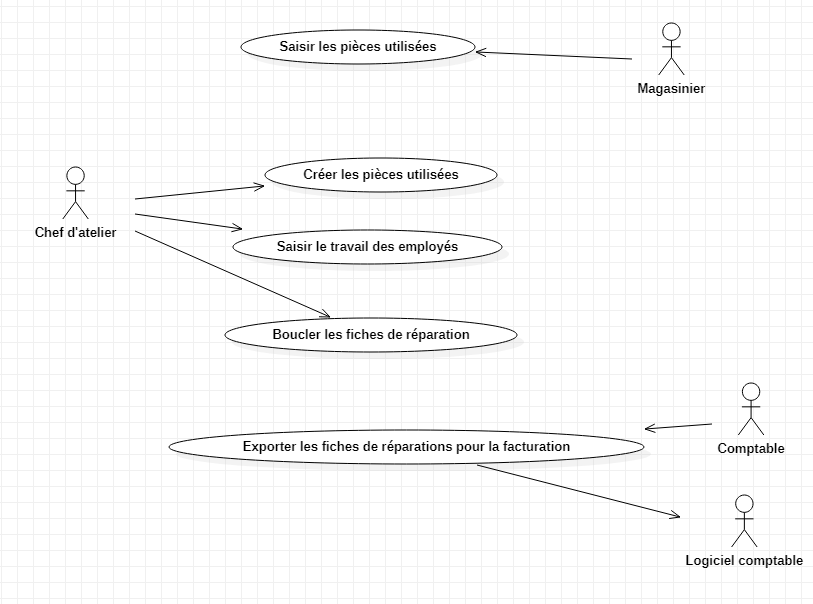 Saisir les pièces utilisées
Magasinier
Créer les pièces utilisées
Chef d'atelier
Saisir le travail des employés
Boucler les fiches de réparation
Exporter les fiches de réparations pour la facturation
Comptable
Logiciel comptable